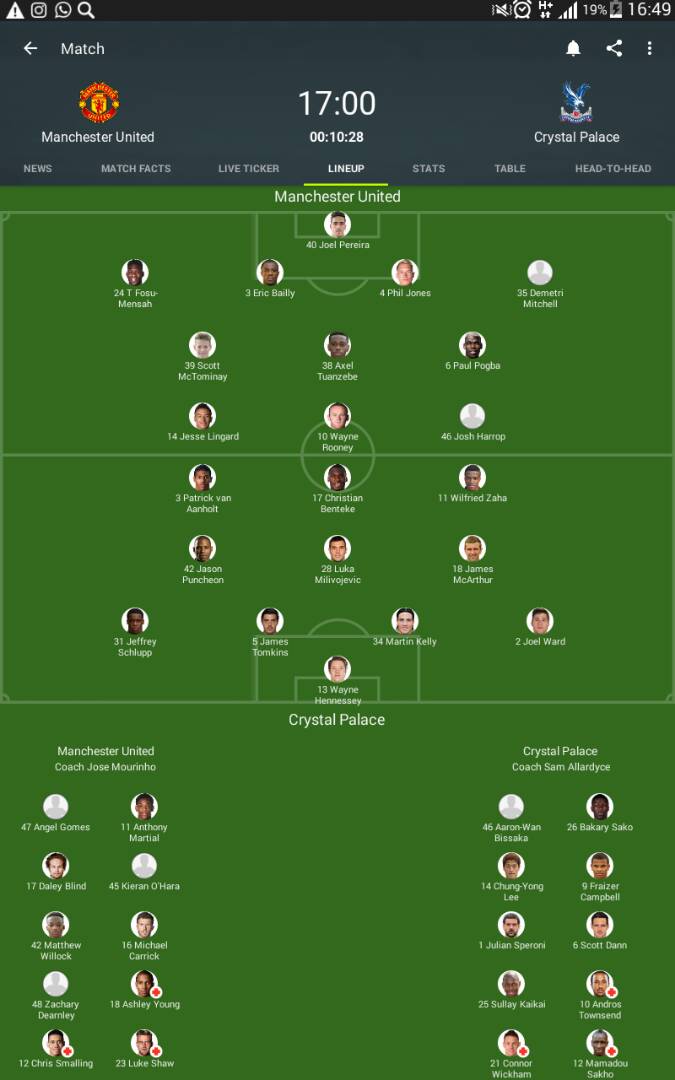 19% 16:49
Match
17:00
00:10:28
Manchester United
Crystal Palace
NEWS MATCH FACTS LIVE TICKER LINEUP STATS TABLE HEAD-TO-HEAD
Manchester United
40 Joel Pereira
24 T Fosu-
Mensah
3 Eric Bailly
4 Phil Jones
35 Demetri
Mitchell
39 Scott
McTominay
38 Axel
Tuanzebe
6 Paul Pogba
14 Jesse Lingard
10 Wayne
Rooney
46 Josh Harrop
3 Patrick van
Aanholt
17 Christian
Benteke
11 Wilfried Zaha
42 Jason
Puncheon
28 Luka
Milivojevic
18 James
McArthur
31 Jeffrey
Schlupp
5 James
Tomkins
34 Martin Kelly
2 Joel Ward
13 Wayne
Hennessey
Crystal Palace
Manchester United
Coach Jose Mourinho
Crystal Palace
Coach Sam Allardyce
47 Angel Gomes
11 Anthony
Martial
46 Aaron-Wan
Bissaka
26 Bakary Sako
17 Daley Blind
45 Kieran O'Hara
14 Chung-Yong
Lee
9 Fraizer
Campbell
42 Matthew
Willock
16 Michael
Carrick
1 Julian Speroni
6 Scott Dann
48 Zachary
Dearnley
18 Ashley Young
25 Sullay Kaikai
10 Andros
Townsend
12 Chris Smalling
23 Luke Shaw
21 Connor
Wickham
12 Mamadou
Sakho